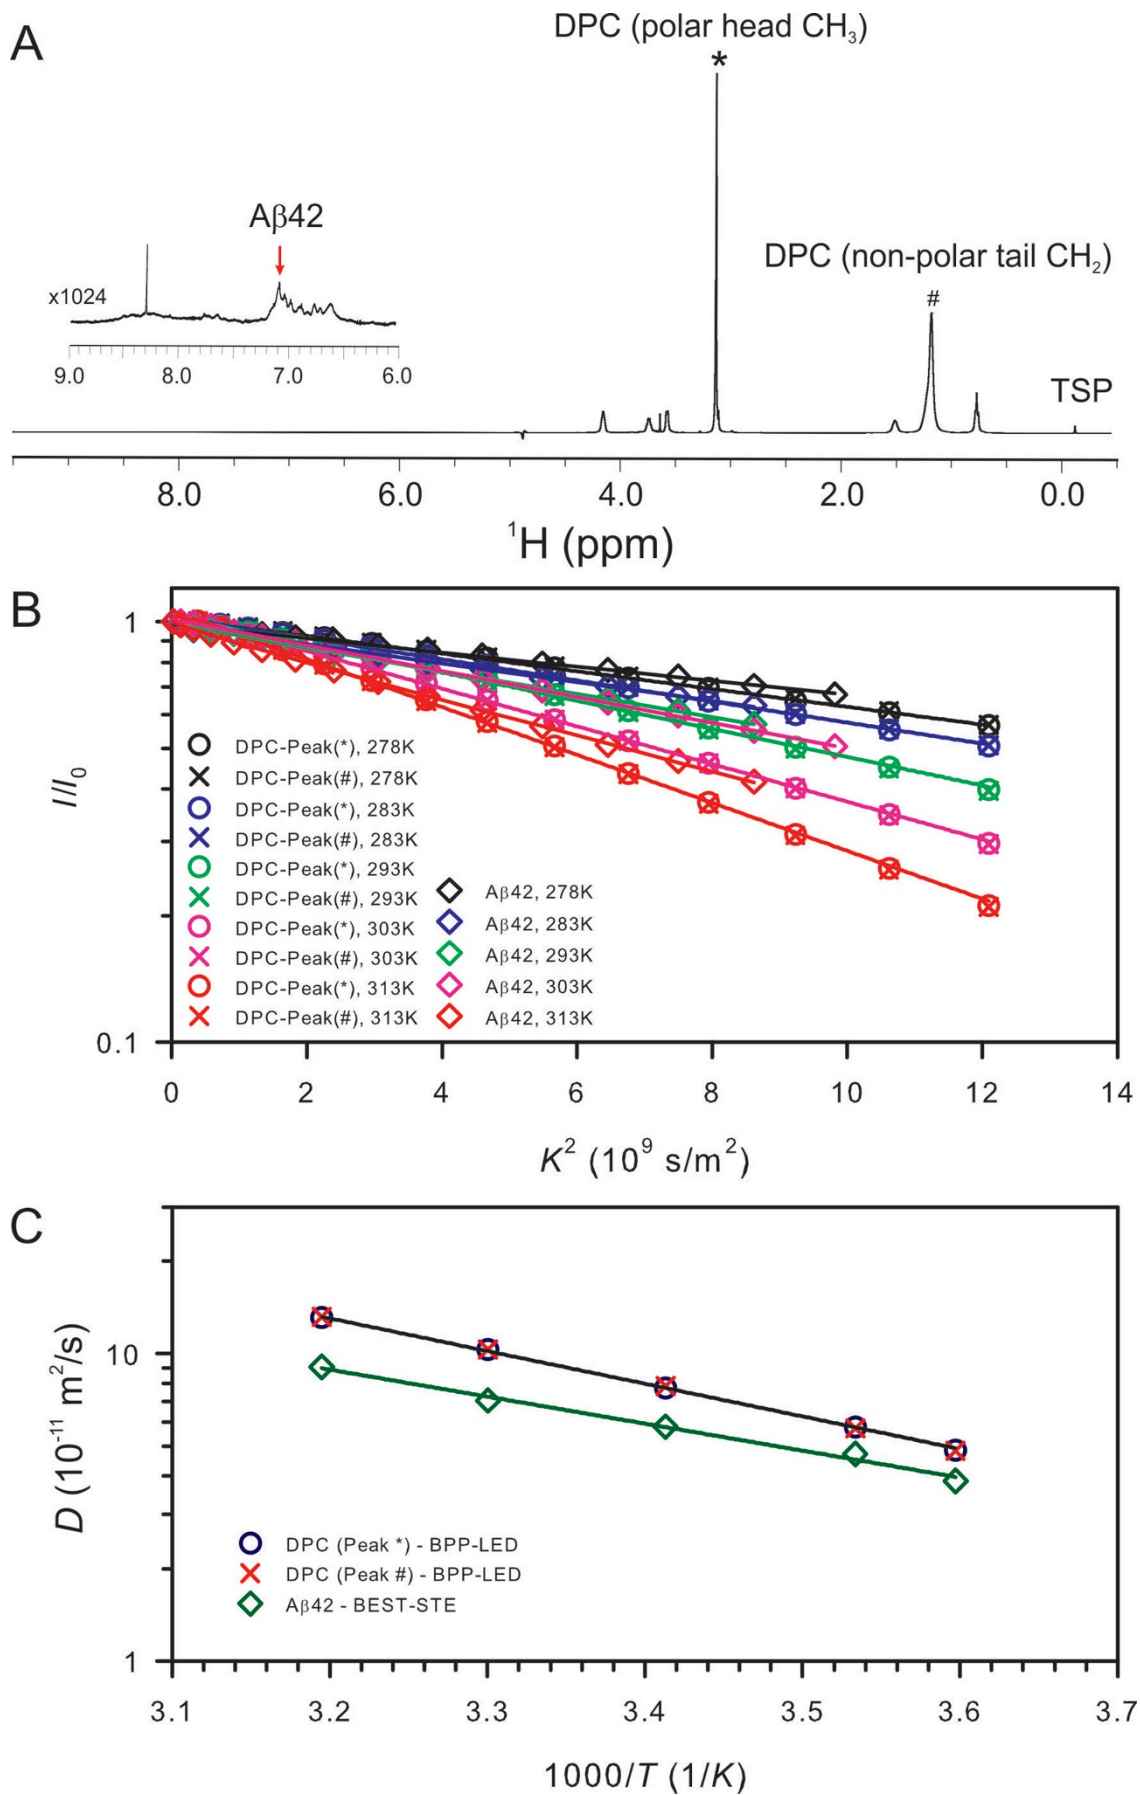 A
DPC (polar head CH₃)
*
Aβ42
DPC (non-polar tail CH₂)
#
x1024
TSP
9.0 8.0 7.0 6.0
8.0 6.0 4.0 2.0 0.0
¹H (ppm)
B
1
I/I₀
DPC-Peak(*), 278K
DPC-Peak(#), 278K
DPC-Peak(*), 283K
DPC-Peak(#), 283K
DPC-Peak(*), 293K
DPC-Peak(#), 293K
DPC-Peak(*), 303K
DPC-Peak(#), 303K
DPC-Peak(*), 313K
DPC-Peak(#), 313K
Aβ42, 278K
Aβ42, 283K
Aβ42, 293K
Aβ42, 303K
Aβ42, 313K
0.1
0 2 4 6 8 10 12 14
K² (10⁹ s/m²)
C
10
D (10⁻¹¹ m²/s)
DPC (Peak *) - BPP-LED
DPC (Peak #) - BPP-LED
Aβ42 - BEST-STE
1
3.1 3.2 3.3 3.4 3.5 3.6 3.7
1000/T (1/K)